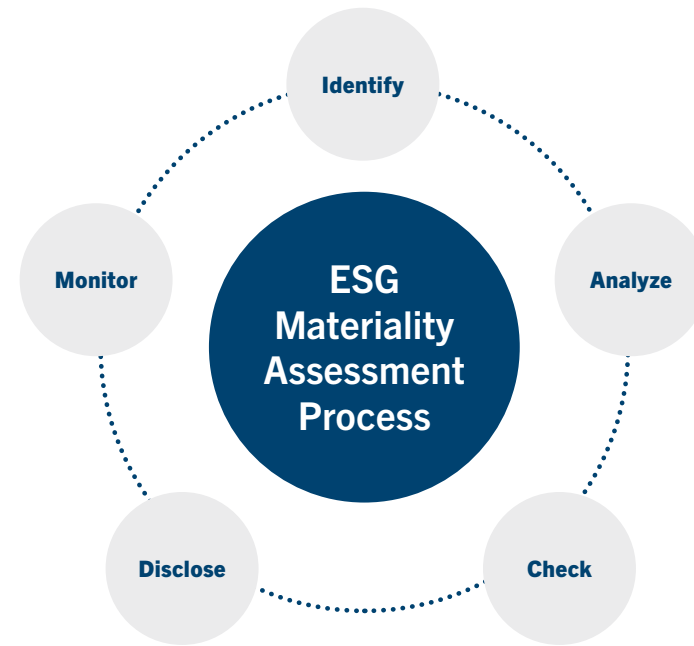 Identify
Analyze
Check
Disclose
Monitor
ESG
Materiality
Assessment
Process